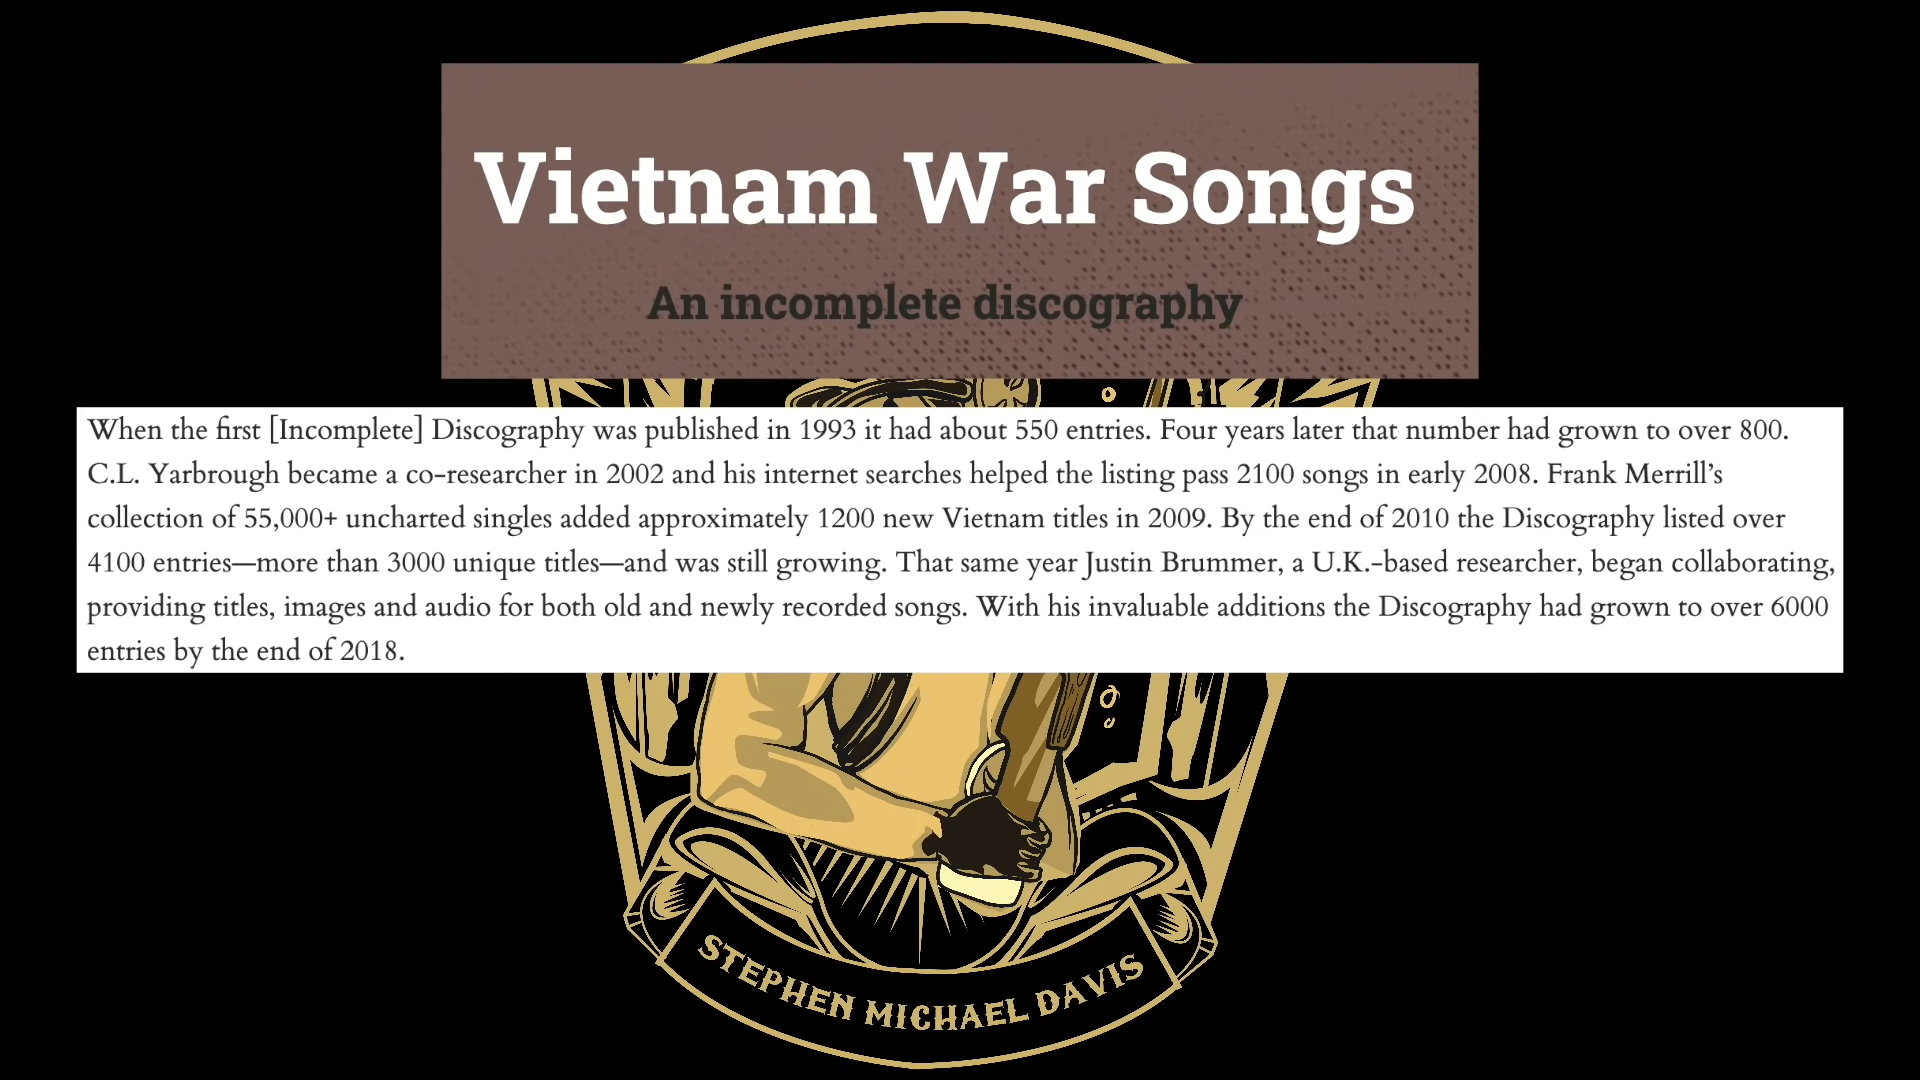 Vietnam War Songs
An incomplete discography
When the first [Incomplete] Discography was published in 1993 it had about 550 entries. Four years later that number had grown to over 800.
C.L. Yarbrough became a co-researcher in 2002 and his internet searches helped the listing pass 2100 songs in early 2008. Frank Merrill’s
collection of 55,000+ uncharted singles added approximately 1200 new Vietnam titles in 2009. By the end of 2010 the Discography listed over
4100 entries—more than 3000 unique titles—and was still growing. That same year Justin Brummer, a U.K.-based researcher, began collaborating,
providing titles, images and audio for both old and newly recorded songs. With his invaluable additions the Discography had grown to over 6000
entries by the end of 2018.
STEPHEN MICHAEL DAVIS